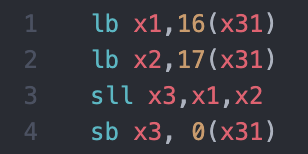 1 lb x1,16(x31)
2 lb x2,17(x31)
3 sll x3,x1,x2
4 sb x3, 0(x31)